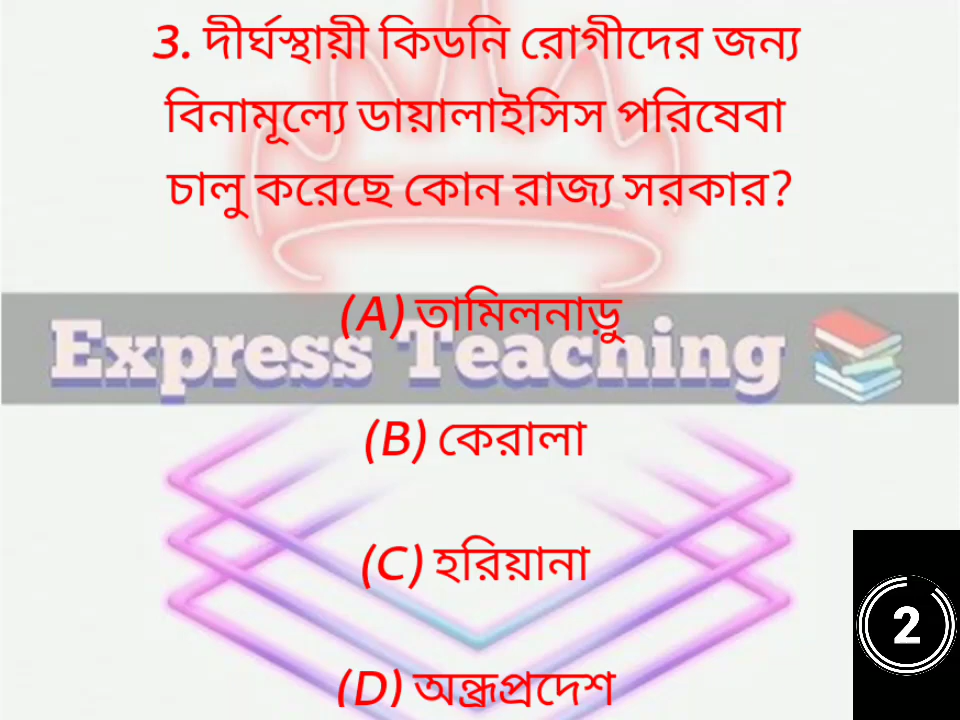 3. দীর্ঘস্থায়ী কিডনি রোগীদের জন্য
বিনামূল্যে ডায়ালাইসিস পরিষেবা
চালু করেছে কোন রাজ্য সরকার?
(A) তামিলনাড়ু
Express Teaching
(B) কেরালা
(C) হরিয়ানা
2
(D) অন্ধ্রপ্রদেশ